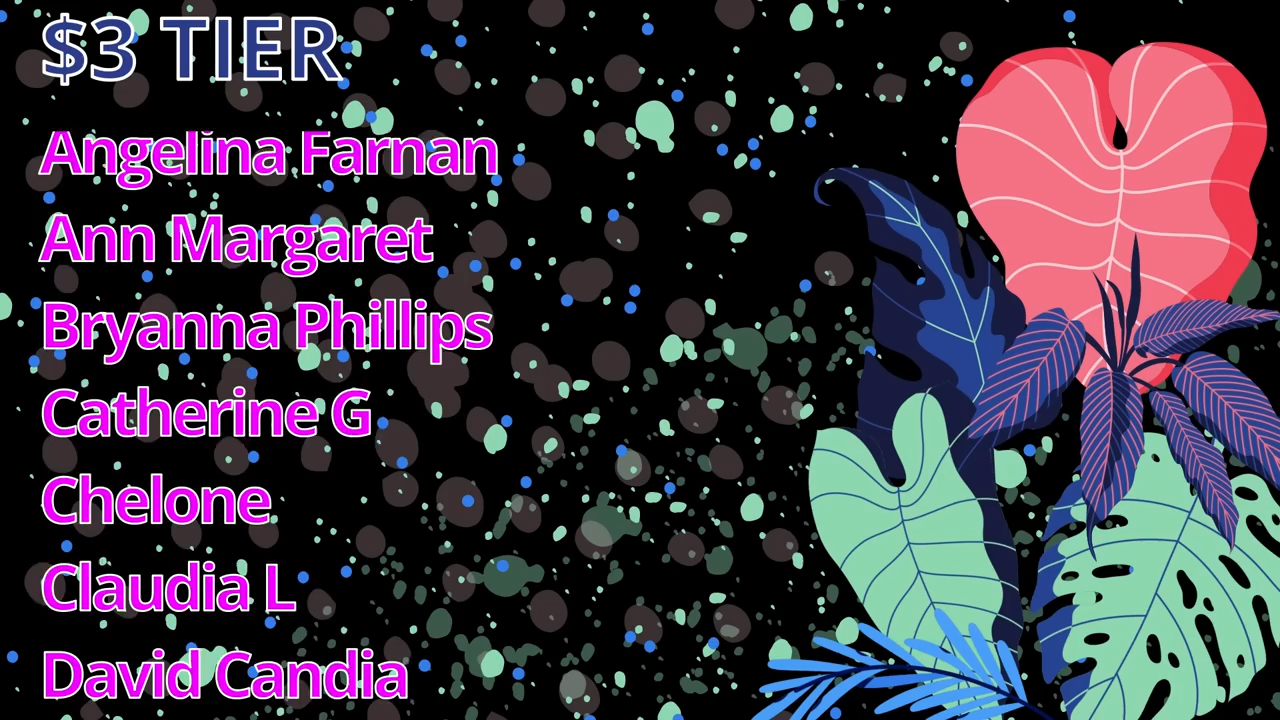 $3 TIER
Angelina Farnan
Ann Margaret
Bryanna Phillips
Catherine G
Chelone
Claudia L
David Candia